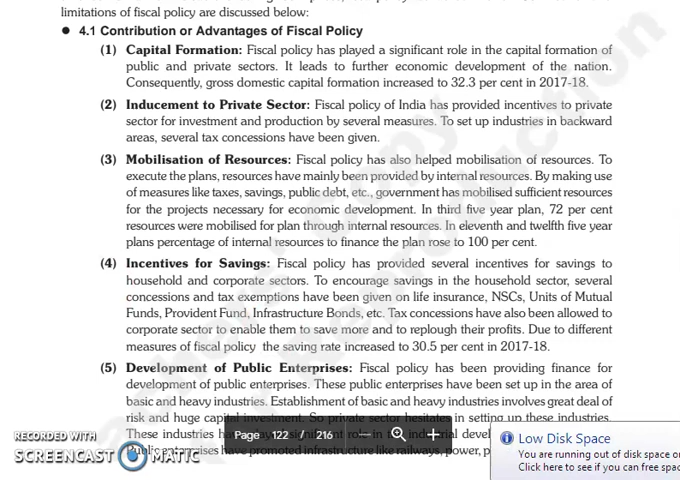 limitations of fiscal policy are discussed below:
● 4.1 Contribution or Advantages of Fiscal Policy
(1) Capital Formation: Fiscal policy has played a significant role in the capital formation of
public and private sectors. It leads to further economic development of the nation.
Consequently, gross domestic capital formation increased to 32.3 per cent in 2017-18.
(2) Inducement to Private Sector: Fiscal policy of India has provided incentives to private
sector for investment and production by several measures. To set up industries in backward
areas, several tax concessions have been given.
(3) Mobilisation of Resources: Fiscal policy has also helped mobilisation of resources. To
execute the plans, resources have mainly been provided by internal resources. By making use
of measures like taxes, savings, public debt, etc., government has mobilised sufficient resources
for the projects necessary for economic development. In third five year plan, 72 per cent
resources were mobilised for plan through internal resources. In eleventh and twelfth five year
plans percentage of internal resources to finance the plan rose to 100 per cent.
(4) Incentives for Savings: Fiscal policy has provided several incentives for savings to
household and corporate sectors. To encourage savings in the household sector, several
concessions and tax exemptions have been given on life insurance, NSCs, Units of Mutual
Funds, Provident Fund, Infrastructure Bonds, etc. Tax concessions have also been allowed to
corporate sector to enable them to save more and to replough their profits. Due to different
measures of fiscal policy the saving rate increased to 30.5 per cent in 2017-18.
(5) Development of Public Enterprises: Fiscal policy has been providing finance for
development of public enterprises. These public enterprises have been set up in the area of
basic and heavy industries. Establishment of basic and heavy industries involves great deal of
risk and huge capital investment. So private sector hesitates in setting up these industries.
These industries
Public enterprises have promoted infrastructure like railways, power,
Page 122 / 216 − +
RECORDED WITH
SCREENCAST MATIC
Low Disk Space
You are running out of disk space o
Click here to see if you can free spa